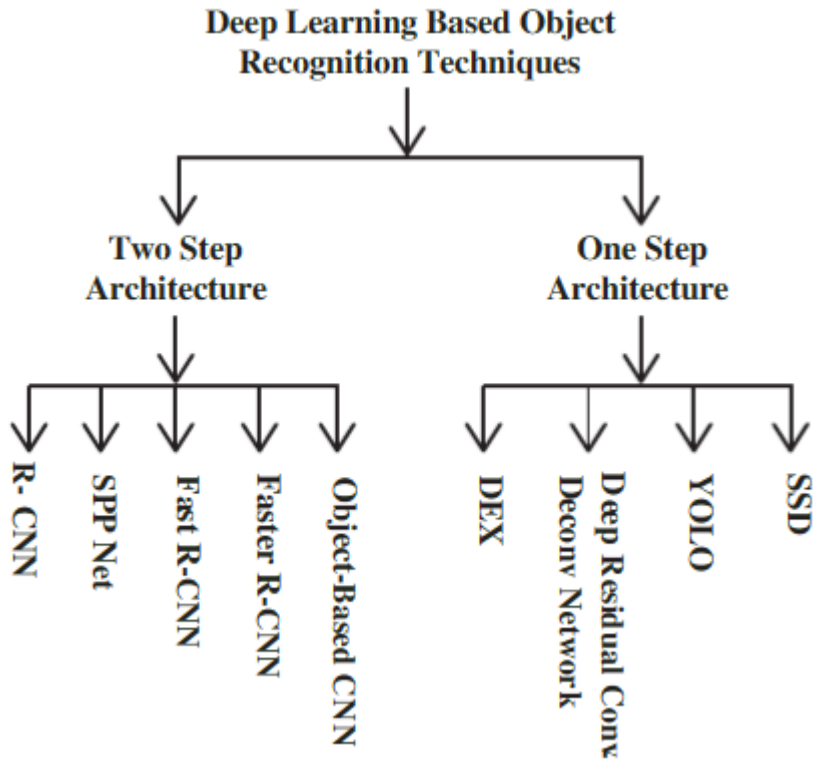 Deep Learning Based Object
Recognition Techniques
Two Step
Architecture
One Step
Architecture
R- CNN
SPP Net
Fast R-CNN
Faster R-CNN
Object-Based CNN
DEX
Deep Residual Conv
Deconv Network
YOLO
SSD